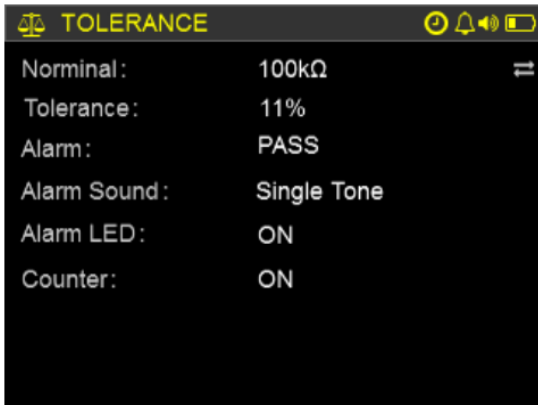 TOLERANCE
Norminal: 100kΩ
Tolerance: 11%
Alarm: PASS
Alarm Sound: Single Tone
Alarm LED: ON
Counter: ON